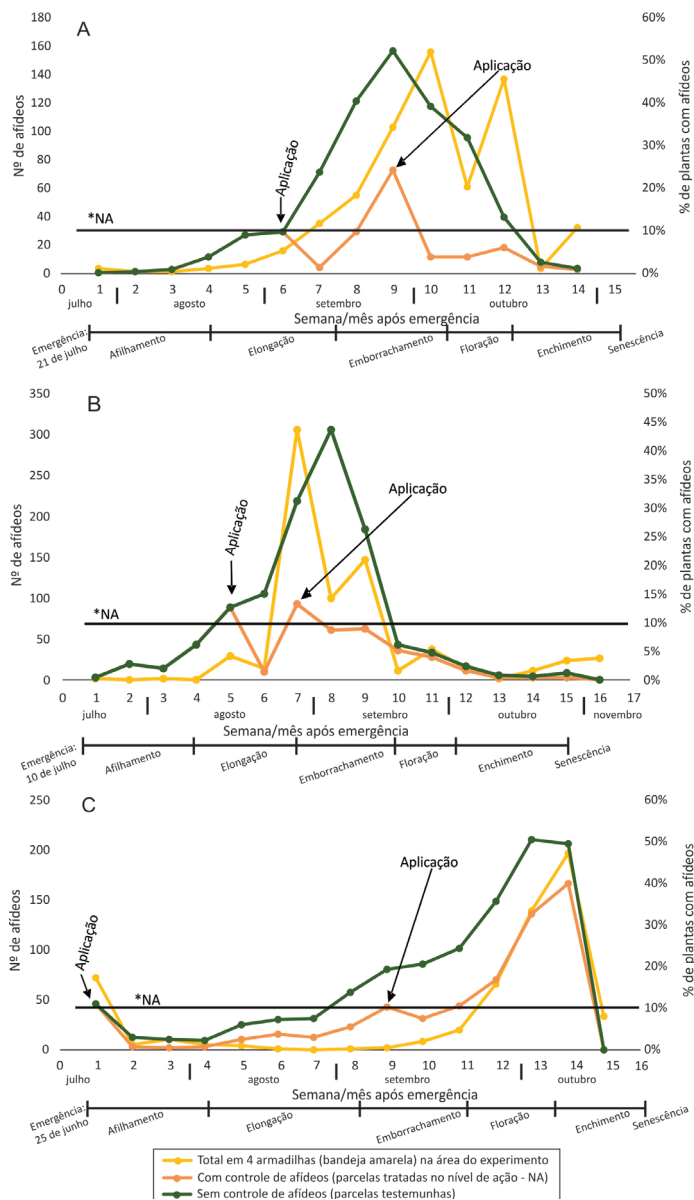 A
180
160
140
120
100
80
60
40
20
0
Nº de afídeos
60%
50%
40%
30%
20%
10%
0%
% de plantas com afídeos
Aplicação
Aplicação
*NA
0 1 2 3 4 5 6 7 8 9 10 11 12 13 14 15
julho agosto setembro outubro
Semana/mês após emergência
Emergência:
21 de julho
Afilhamento Elongação Emborrachamento Floração Enchimento Senescência
B
350
300
250
200
150
100
50
0
Nº de afídeos
50%
45%
40%
35%
30%
25%
20%
15%
10%
5%
0%
% de plantas com afídeos
Aplicação
Aplicação
*NA
0 1 2 3 4 5 6 7 8 9 10 11 12 13 14 15 16 17
julho agosto setembro outubro novembro
Semana/mês após emergência
Emergência:
10 de julho
Afilhamento Elongação Emborrachamento Floração Enchimento Senescência
C
250
200
150
100
50
0
Nº de afídeos
60%
50%
40%
30%
20%
10%
0%
% de plantas com afídeos
Aplicação
Aplicação
*NA
0 1 2 3 4 5 6 7 8 9 10 11 12 13 14 15 16
julho agosto setembro outubro
Semana/mês após emergência
Emergência:
25 de junho
Afilhamento Elongação Emborrachamento Floração Enchimento Senescência
Total em 4 armadilhas (bandeja amarela) na área do experimento
Com controle de afídeos (parcelas tratadas no nível de ação - NA)
Sem controle de afídeos (parcelas testemunhas)